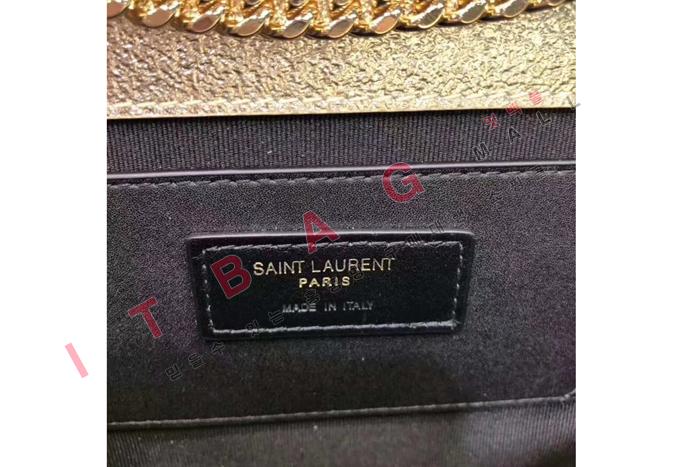 SAINT LAURENT
PARIS
MADE IN ITALY
ITBAG MALL